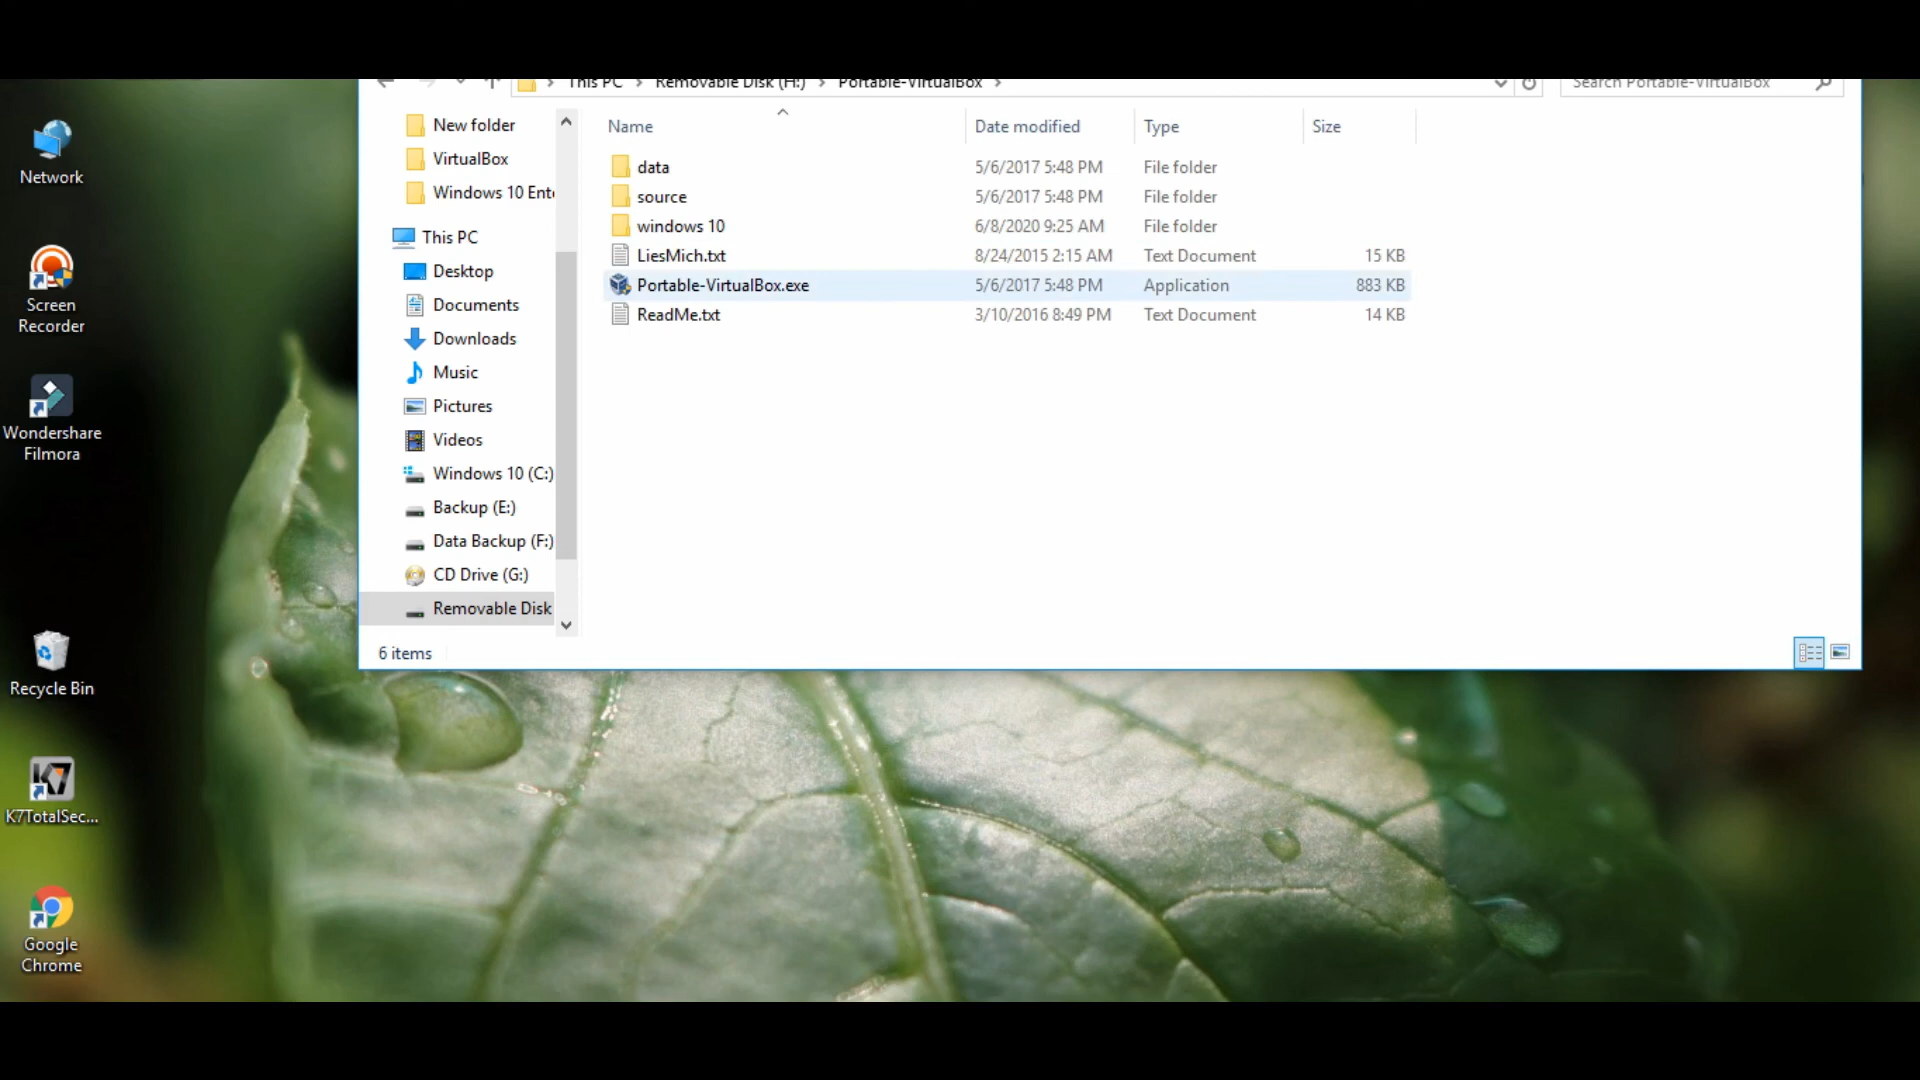 Network
Screen
Recorder
Wondershare
Filmora
Recycle Bin
K7TotalSec...
Google
Chrome
This PC > Removable Disk (H:) > Portable-VirtualBox >
Search Portable-VirtualBox
New folder
VirtualBox
Windows 10 Ente
This PC
Desktop
Documents
Downloads
Music
Pictures
Videos
Windows 10 (C:)
Backup (E:)
Data Backup (F:)
CD Drive (G:)
Removable Disk
Name Date modified Type Size
data 5/6/2017 5:48 PM File folder
source 5/6/2017 5:48 PM File folder
windows 10 6/8/2020 9:25 AM File folder
LiesMich.txt 8/24/2015 2:15 AM Text Document 15 KB
Portable-VirtualBox.exe 5/6/2017 5:48 PM Application 883 KB
ReadMe.txt 3/10/2016 8:49 PM Text Document 14 KB
6 items